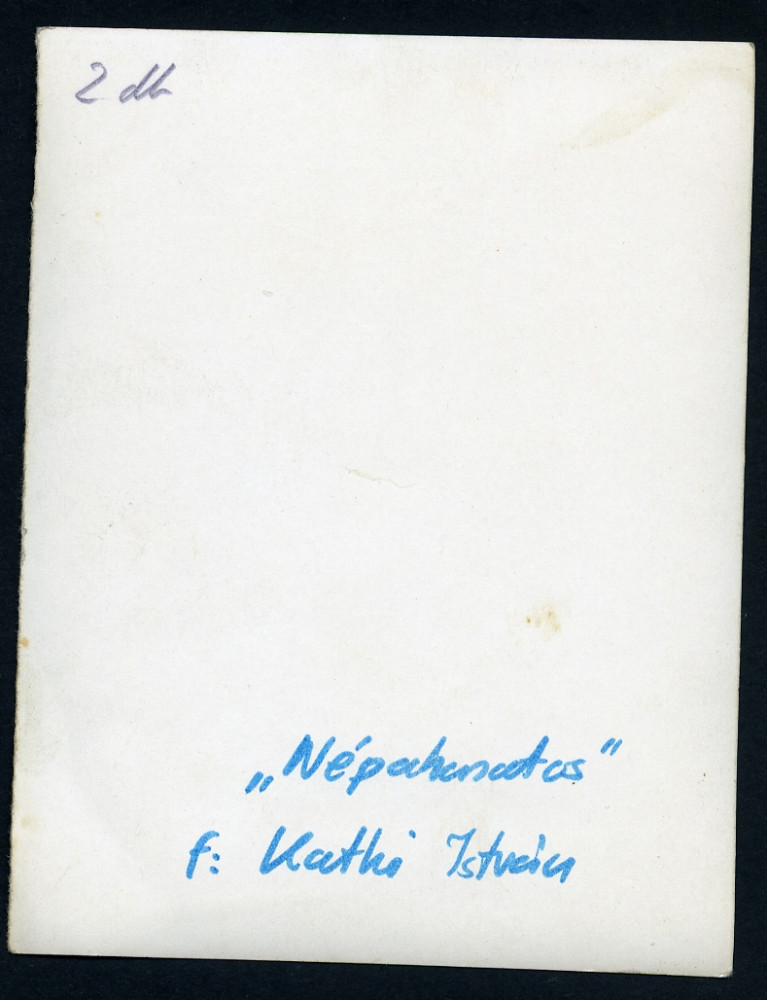 2 db
„Népakaratos”
f: Kathi István